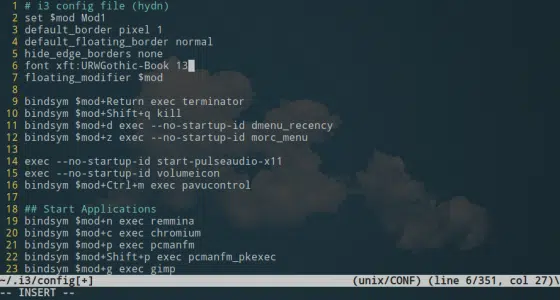 1 # i3 config file (hydn)
2 set $mod Mod1
3 default_border pixel 1
4 default_floating_border normal
5 hide_edge_borders none
6 font xft:URWGothic-Book 13
7 floating_modifier $mod
8
9 bindsym $mod+Return exec terminator
10 bindsym $mod+Shift+q kill
11 bindsym $mod+d exec --no-startup-id dmenu_recency
12 bindsym $mod+z exec --no-startup-id morc_menu
13
14 exec --no-startup-id start-pulseaudio-x11
15 exec --no-startup-id volumeicon
16 bindsym $mod+Ctrl+m exec pavucontrol
17
18 ## Start Applications
19 bindsym $mod+n exec remmina
20 bindsym $mod+c exec chromium
21 bindsym $mod+p exec pcmanfm
22 bindsym $mod+Shift+p exec pcmanfm_pkexec
23 bindsym $mod+g exec gimp
~/.i3/config[+] (unix/CONF) (line 6/351, col 27)\
-- INSERT --